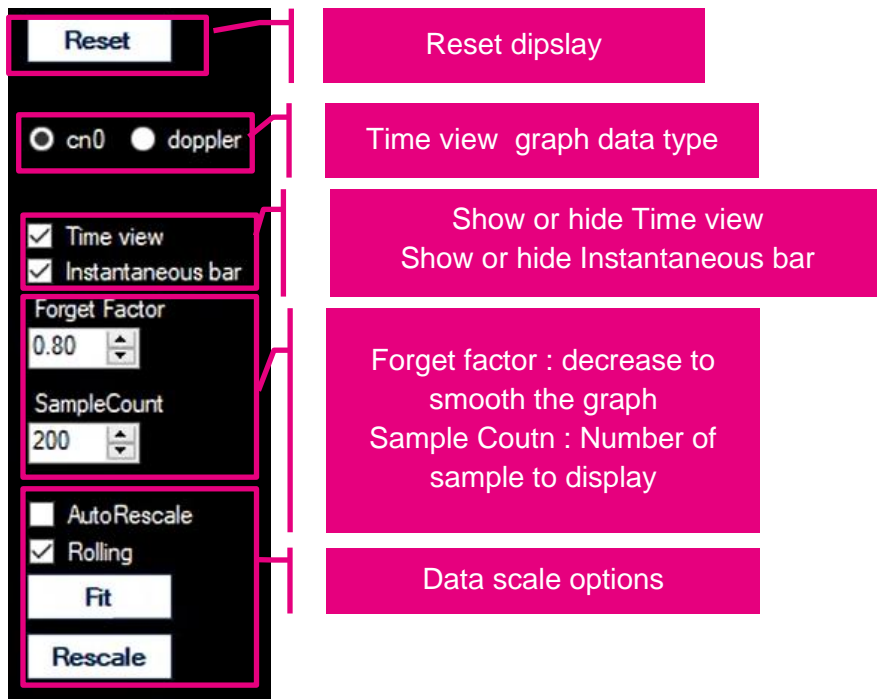 Reset
Reset dipslay
cn0 doppler
Time view graph data type
Time view
Instantaneous bar
Show or hide Time view
Show or hide Instantaneous bar
Forget Factor
0.80
SampleCount
200
Forget factor : decrease to
smooth the graph
Sample Coutn : Number of
sample to display
AutoRescale
Rolling
Fit
Rescale
Data scale options